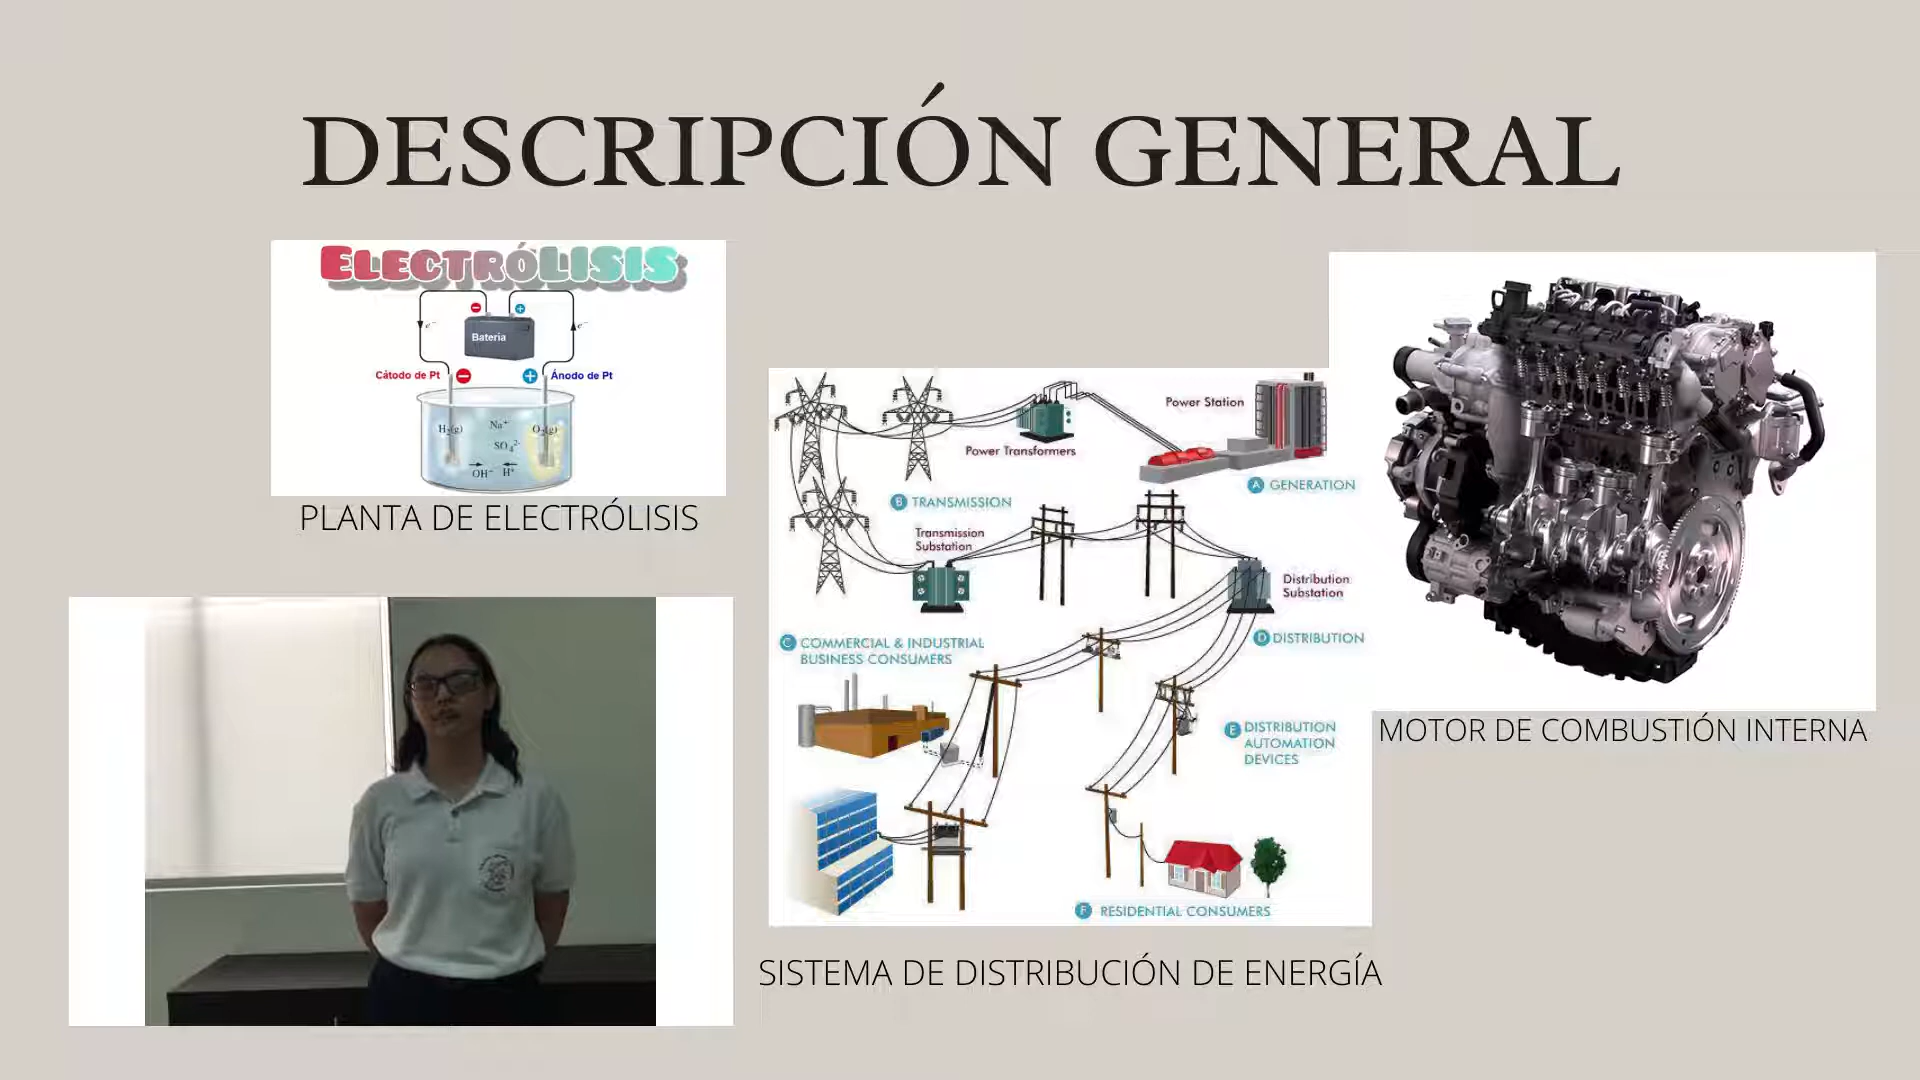 DESCRIPCIÓN GENERAL
ELECTRÓLISIS
e⁻
Bateria
e⁻
Cátodo de Pt
Ánodo de Pt
H₂(g)
Na⁺
O₂(g)
SO₄²⁻
OH⁻ H⁺
PLANTA DE ELECTRÓLISIS
Power Station
Power Transformers
A GENERATION
B TRANSMISSION
Transmission
Substation
Distribution
Substation
C COMMERCIAL & INDUSTRIAL
BUSINESS CONSUMERS
D DISTRIBUTION
E DISTRIBUTION
AUTOMATION
DEVICES
F RESIDENTIAL CONSUMERS
SISTEMA DE DISTRIBUCIÓN DE ENERGÍA
MOTOR DE COMBUSTIÓN INTERNA